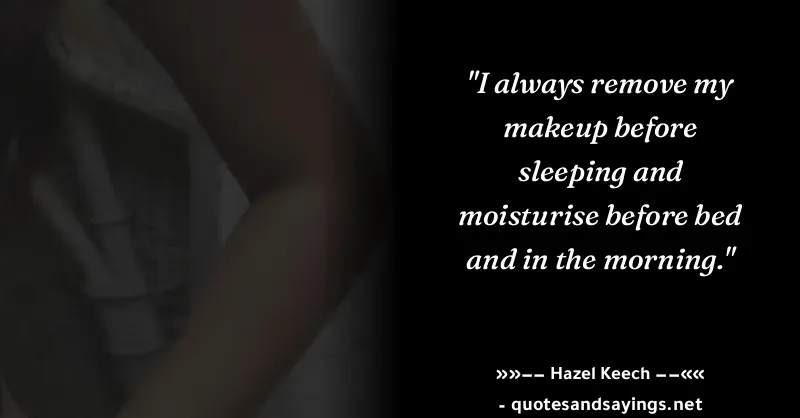 "I always remove my
makeup before
sleeping and
moisturise before bed
and in the morning."
»»−− Hazel Keech −−««
- quotesandsayings.net